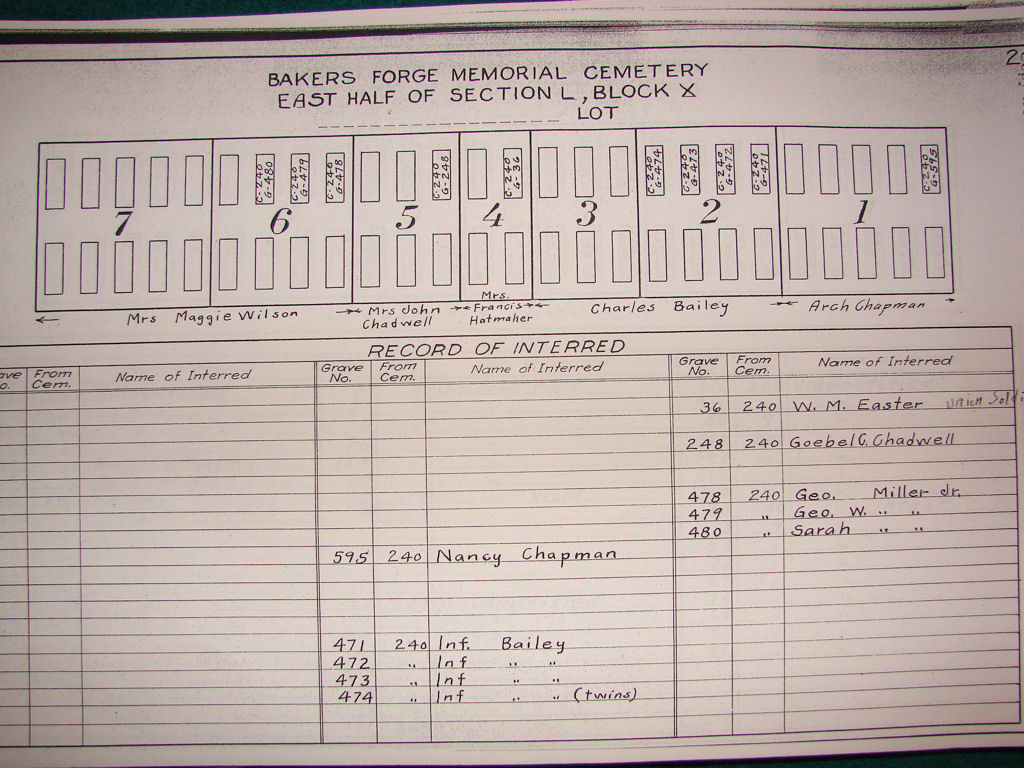 BAKERS FORGE MEMORIAL CEMETERY
EAST HALF OF SECTION L, BLOCK X
LOT
C-240 G-480
C-240 G-479
C-240 G-478
C-240 G-248
C-240 G-36
C-240 G-474
C-240 G-473
C-240 G-472
C-240 G-471
C-240 G-595
7 6 5 4 3 2 1
Mrs Maggie Wilson
Mrs John Chadwell
Mrs. Francis Hatmaker
Charles Bailey
Arch Chapman
RECORD OF INTERRED
From Cem. Name of Interred Grave No. From Cem. Name of Interred Grave No. From Cem. Name of Interred
36 240 W. M. Easter Union
248 240 Goebel C. Chadwell
478 240 Geo. Miller Jr.
479 " Geo. W. " "
480 " Sarah " "
595 240 Nancy Chapman
471 240 Inf. Bailey
472 " Inf " "
473 " Inf " "
474 " Inf " " (twins)